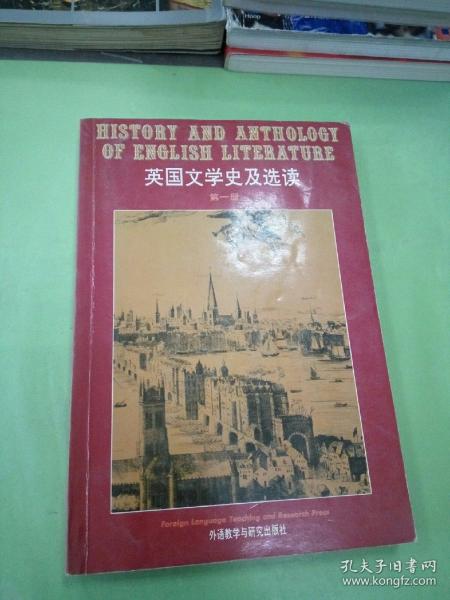 Hoop
HISTORY AND ANTHOLOGY
OF ENGLISH LITERATURE
英国文学史及选读
第一册
Foreign Language Teaching and Research Press
外语教学与研究出版社
孔夫子旧书网
www.kongfz.com